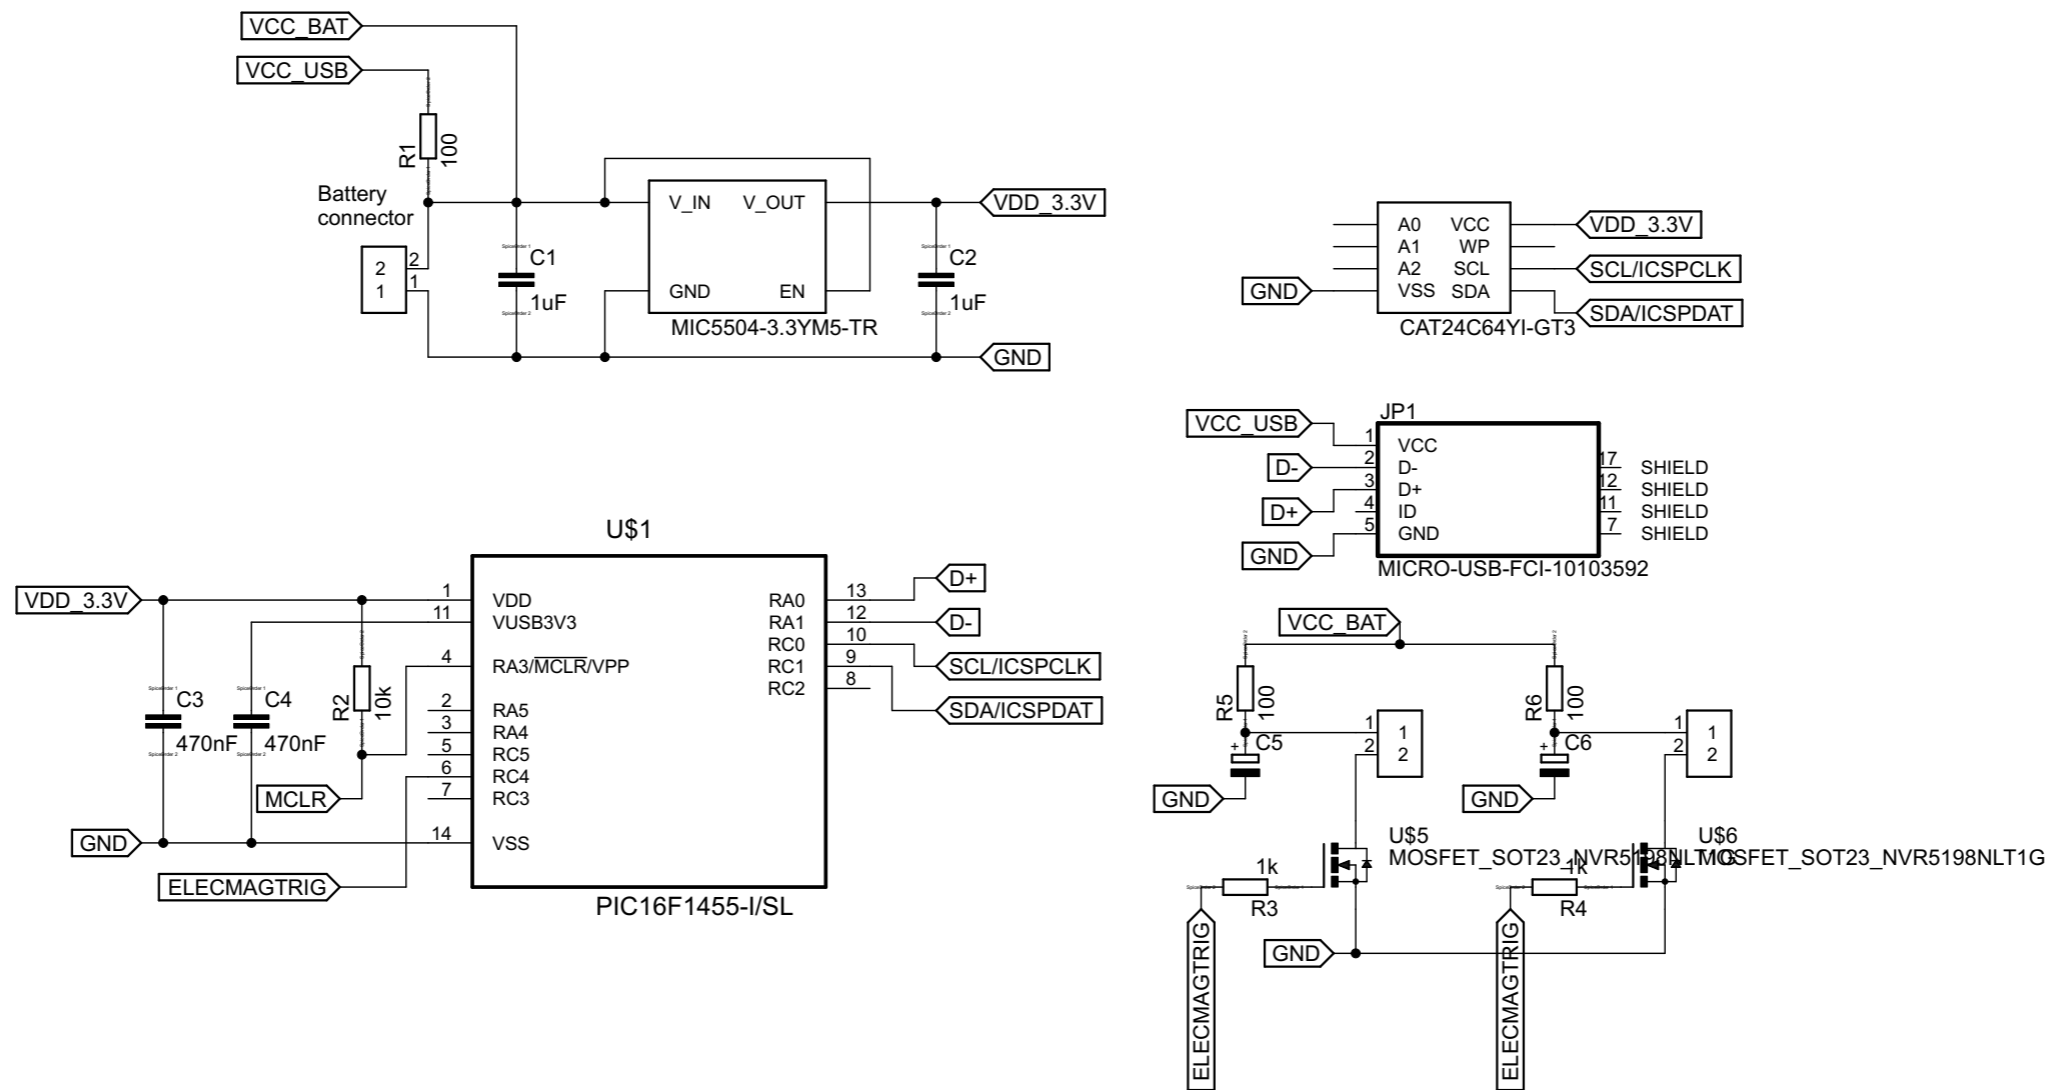 VCC_BAT
VCC_USB
R1
100
Battery
connector
2
1
2
1
C1
1uF
V_IN
V_OUT
GND
EN
MIC5504-3.3YM5-TR
C2
1uF
VDD_3.3V
GND
A0
A1
A2
VSS
VCC
WP
SCL
SDA
GND
VDD_3.3V
SCL/ICSPCLK
SDA/ICSPDAT
CAT24C64YI-GT3
JP1
VCC_USB
D-
D+
GND
1
2
3
4
5
VCC
D-
D+
ID
GND
17
12
11
7
SHIELD
SHIELD
SHIELD
SHIELD
MICRO-USB-FCI-10103592
U$1
VDD_3.3V
GND
C3
470nF
C4
470nF
R2
10k
MCLR
ELECMAGTRIG
1
11
4
2
3
5
6
7
14
VDD
VUSB3V3
RA3/MCLR/VPP
RA5
RA4
RC5
RC4
RC3
VSS
RA0
RA1
RC0
RC1
RC2
13
12
10
9
8
D+
D-
SCL/ICSPCLK
SDA/ICSPDAT
PIC16F1455-I/SL
VCC_BAT
R5
100
C5
+
GND
1
2
1
2
R6
100
C6
+
GND
1
2
1
2
U$5
MOSFET_SOT23_NVR5198NLT1G
U$6
MOSFET_SOT23_NVR5198NLT1G
1k
R3
1k
R4
GND
ELECMAGTRIG
ELECMAGTRIG